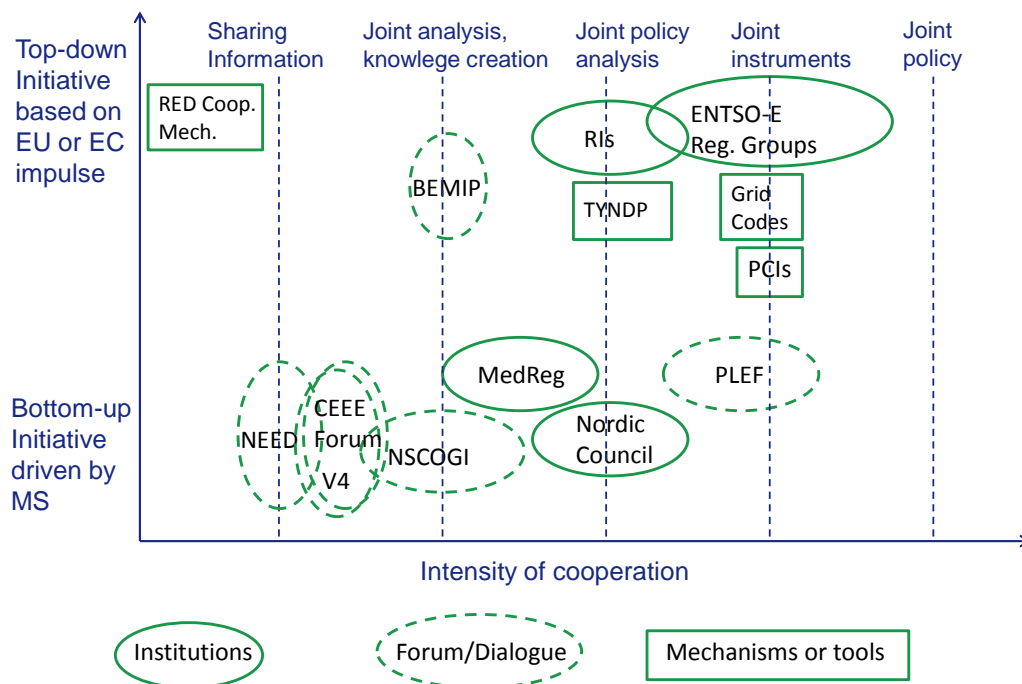 Top-down
Initiative
based on
EU or EC
impulse
Sharing
Information
Joint analysis,
knowlege creation
Joint policy
analysis
Joint
instruments
Joint
policy
RED Coop.
Mech.
BEMIP
RIs
ENTSO-E
Reg. Groups
TYNDP
Grid
Codes
PCIs
Bottom-up
Initiative
driven by
MS
NEED
CEEE
Forum
V4
NSCOGI
MedReg
Nordic
Council
PLEF
Intensity of cooperation
Institutions
Forum/Dialogue
Mechanisms or tools